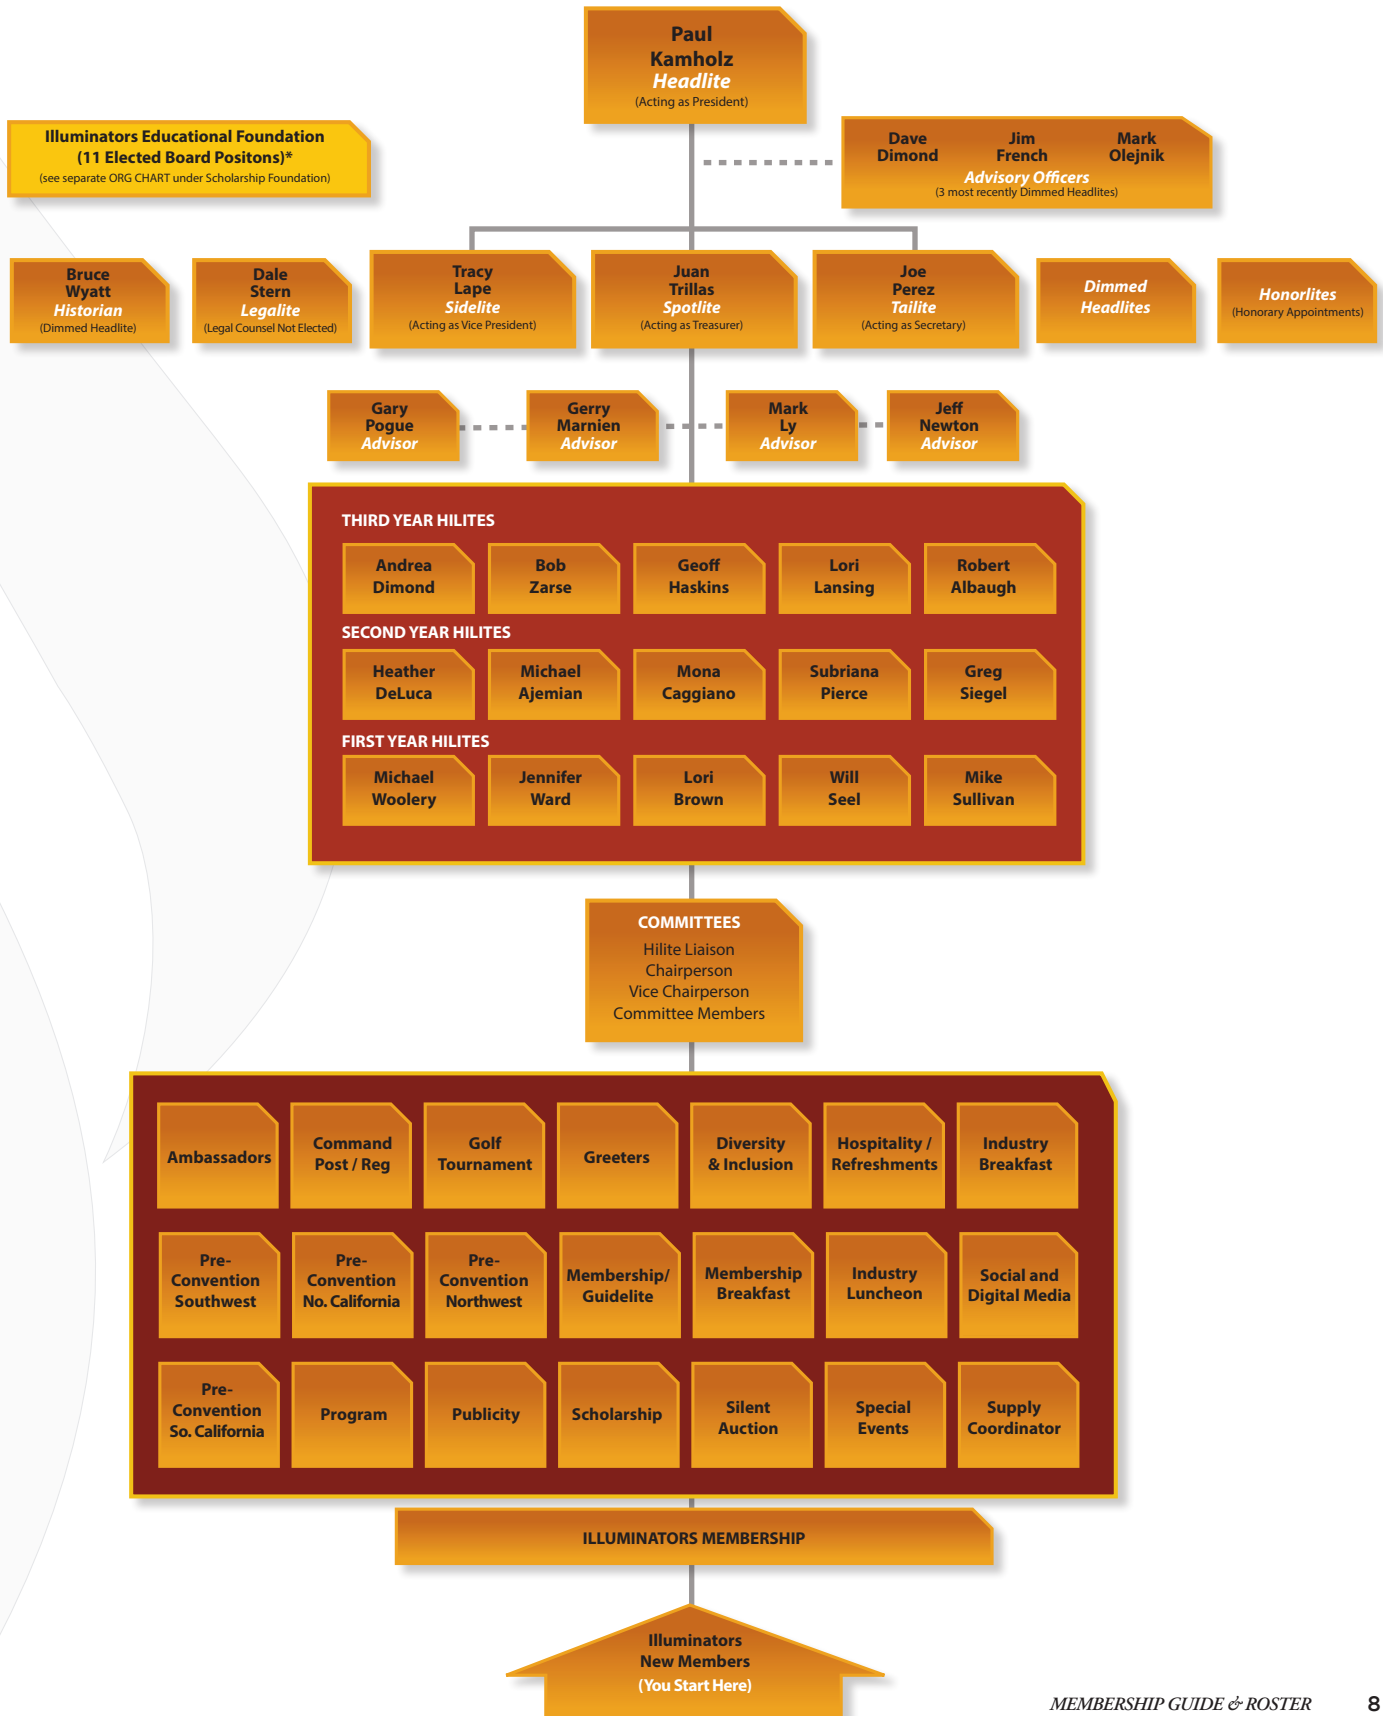 Paul
Kamholz
Headlite
(Acting as President)
Illuminators Educational Foundation
(11 Elected Board Positons)*
(see separate ORG CHART under Scholarship Foundation)
Dave
Dimond
Jim
French
Mark
Olejnik
Advisory Officers
(3 most recently Dimmed Headlites)
Bruce
Wyatt
Historian
(Dimmed Headlite)
Dale
Stern
Legalite
(Legal Counsel Not Elected)
Tracy
Lape
Sidelite
(Acting as Vice President)
Juan
Trillas
Spotlite
(Acting as Treasurer)
Joe
Perez
Tailite
(Acting as Secretary)
Dimmed
Headlites
Honorlites
(Honorary Appointments)
Gary
Pogue
Advisor
Gerry
Marnien
Advisor
Mark
Ly
Advisor
Jeff
Newton
Advisor
THIRD YEAR HILITES
Andrea
Dimond
Bob
Zarse
Geoff
Haskins
Lori
Lansing
Robert
Albaugh
SECOND YEAR HILITES
Heather
DeLuca
Michael
Ajemian
Mona
Caggiano
Subriana
Pierce
Greg
Siegel
FIRST YEAR HILITES
Michael
Woolery
Jennifer
Ward
Lori
Brown
Will
Seel
Mike
Sullivan
COMMITTEES
Hilite Liaison
Chairperson
Vice Chairperson
Committee Members
Ambassadors
Command
Post / Reg
Golf
Tournament
Greeters
Diversity
& Inclusion
Hospitality /
Refreshments
Industry
Breakfast
Pre-
Convention
Southwest
Pre-
Convention
No. California
Pre-
Convention
Northwest
Membership/
Guidelite
Membership
Breakfast
Industry
Luncheon
Social and
Digital Media
Pre-
Convention
So. California
Program
Publicity
Scholarship
Silent
Auction
Special
Events
Supply
Coordinator
ILLUMINATORS MEMBERSHIP
Illuminators
New Members
(You Start Here)
MEMBERSHIP GUIDE & ROSTER 8